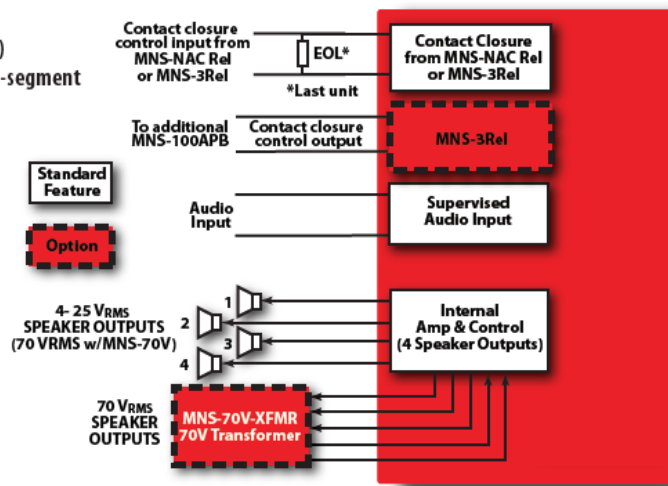 )
-segment
Contact closure
control input from
MNS-NAC Rel
or MNS-3Rel
EOL*
*Last unit
Contact Closure
from MNS-NAC Rel
or MNS-3Rel
To additional
MNS-100APB
Contact closure
control output
MNS-3Rel
Standard
Feature
Option
Audio
Input
Supervised
Audio Input
4- 25 VRMS
SPEAKER OUTPUTS
(70 VRMS w/MNS-70V)
1
2
3
4
Internal
Amp & Control
(4 Speaker Outputs)
70 VRMS
SPEAKER
OUTPUTS
MNS-70V-XFMR
70V Transformer